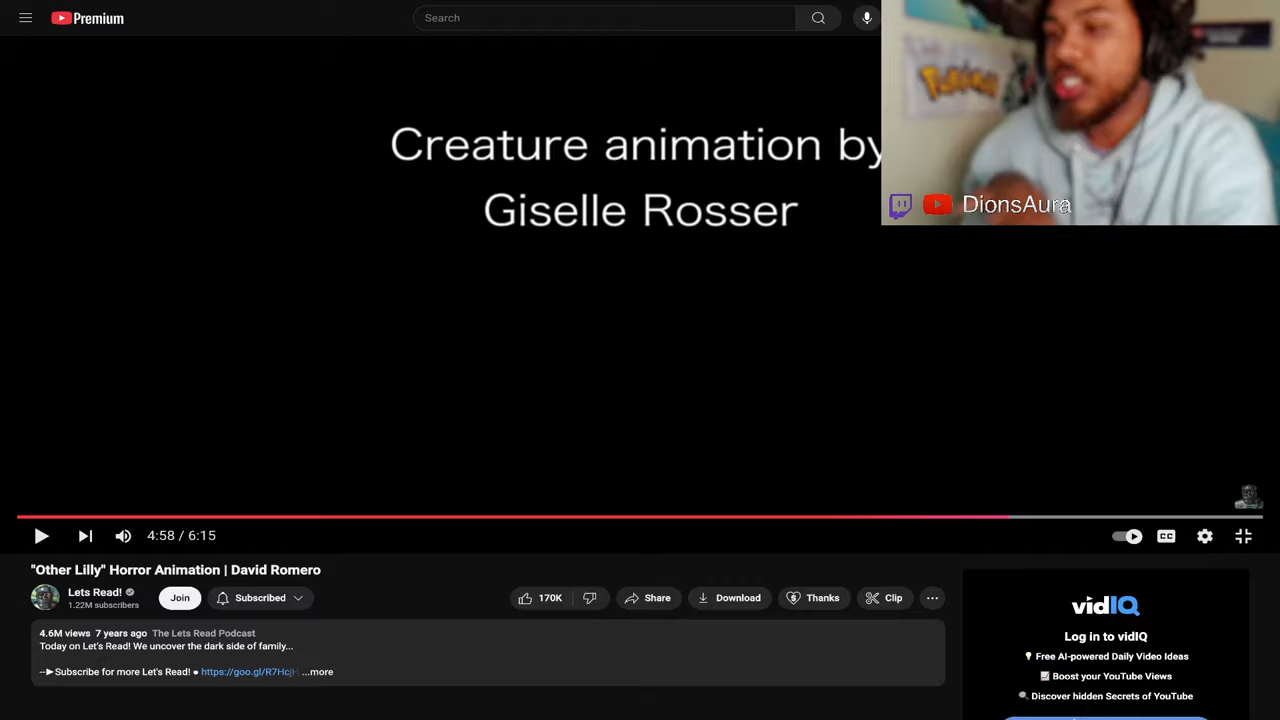 Premium
Search
Creature animation by
Giselle Rosser
Pokémon
DionsAura
4:58 / 6:15
CC
"Other Lilly" Horror Animation | David Romero
Lets Read!
1.22M subscribers
Join
Subscribed
170K
Share
Download
Thanks
Clip
4.6M views 7 years ago The Lets Read Podcast
Today on Let's Read! We uncover the dark side of family...
--►Subscribe for more Let's Read! ● https://goo.gl/R7HcjH ...more
vidIQ
Log in to vidIQ
💡 Free AI-powered Daily Video Ideas
📈 Boost your YouTube Views
🔍 Discover hidden Secrets of YouTube